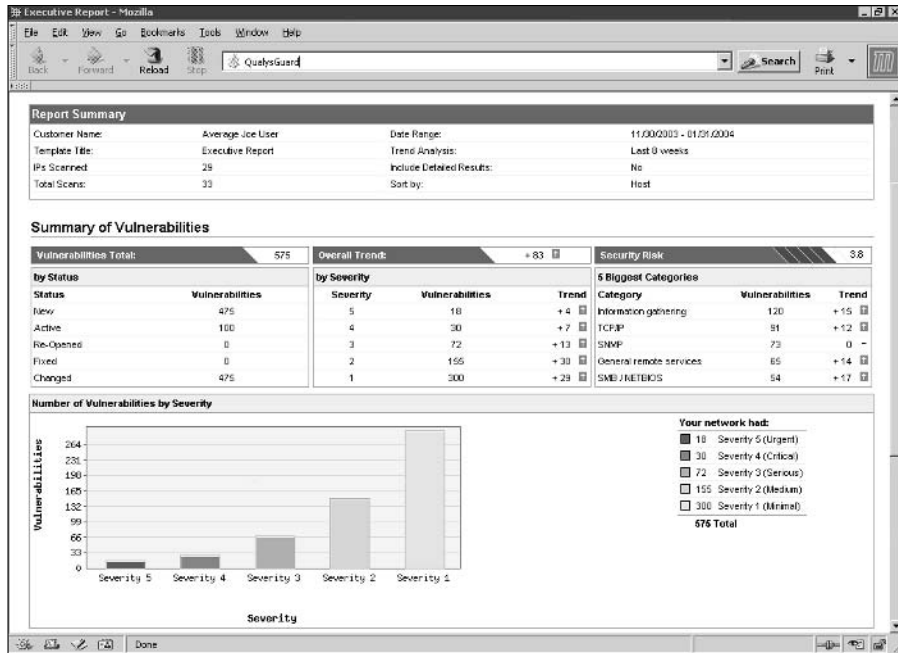 Executive Report - Mozilla
File Edit View Go Bookmarks Tools Window Help
Back Forward Reload Stop QualysGuard Search Print
Report Summary
Customer Name: Average Joe User Date Range: 11/30/2003 - 01/31/2004
Template Title: Executive Report Trend Analysis: Last 8 weeks
IPs Scanned: 29 Include Detailed Results: No
Total Scans: 33 Sort by: Host
Summary of Vulnerabilities
Vulnerabilities Total: 575 Overall Trend: +83 Security Risk 3.8
by Status by Severity 5 Biggest Categories
Status Vulnerabilities Severity Vulnerabilities Trend Category Vulnerabilities Trend
New 475 5 18 +4 Information gathering 120 +15
Active 100 4 30 +7 TCP/IP 91 +12
Re-Opened 0 3 72 +13 SNMP 73 0 -
Fixed 0 2 155 +30 General remote services 65 +14
Changed 475 1 300 +29 SMB / NETBIOS 54 +17
Number of Vulnerabilities by Severity
Vulnerabilities
264
231
198
165
132
99
66
33
0
Severity 5 Severity 4 Severity 3 Severity 2 Severity 1
Severity
Your network had:
18 Severity 5 (Urgent)
30 Severity 4 (Critical)
72 Severity 3 (Serious)
155 Severity 2 (Medium)
300 Severity 1 (Minimal)
575 Total
Done